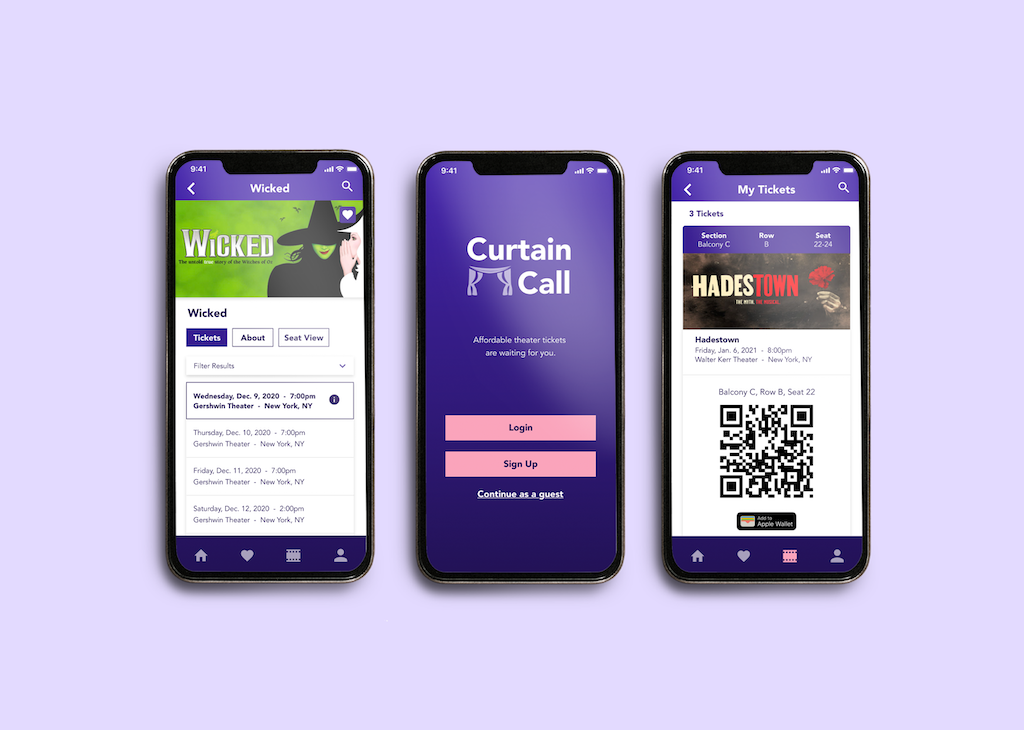 9:41
Wicked
WICKED
The untold true story of the Witches of Oz
Wicked
Tickets
About
Seat View
Filter Results
Wednesday, Dec. 9, 2020 - 7:00pm
Gershwin Theater - New York, NY
Thursday, Dec. 10, 2020 - 7:00pm
Gershwin Theater - New York, NY
Friday, Dec. 11, 2020 - 7:00pm
Gershwin Theater - New York, NY
Saturday, Dec. 12, 2020 - 2:00pm
Gershwin Theater - New York, NY
9:41
Curtain
Call
Affordable theater tickets
are waiting for you.
Login
Sign Up
Continue as a guest
9:41
My Tickets
3 Tickets
Section Row Seat
Balcony C B 22-24
HADESTOWN
THE MYTH. THE MUSICAL.
Hadestown
Friday, Jan. 6, 2021 - 8:00pm
Walter Kerr Theater - New York, NY
Balcony C, Row B, Seat 22
Add to
Apple Wallet